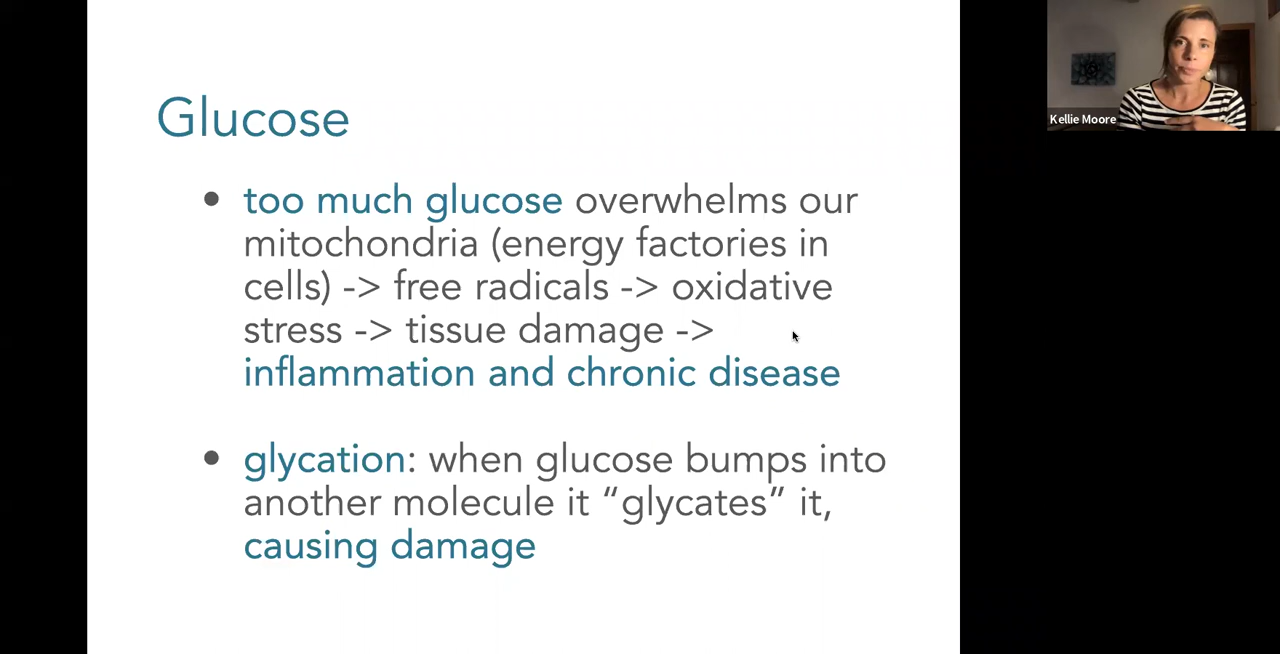 Glucose
• too much glucose overwhelms our
mitochondria (energy factories in
cells) -> free radicals -> oxidative
stress -> tissue damage ->
inflammation and chronic disease
• glycation: when glucose bumps into
another molecule it “glycates” it,
causing damage
Kellie Moore